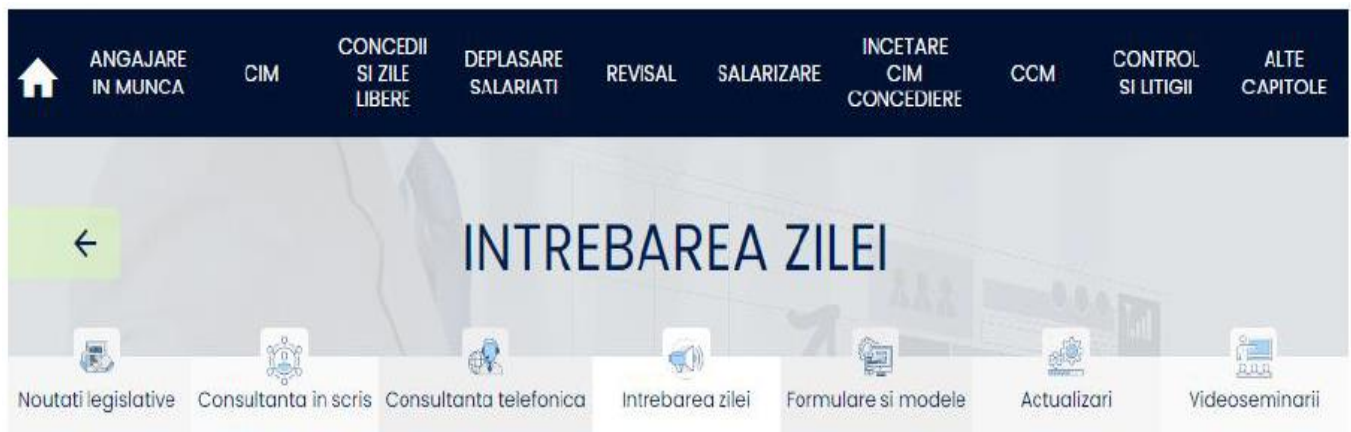 ANGAJARE
IN MUNCA
CIM
CONCEDII
SI ZILE
LIBERE
DEPLASARE
SALARIATI
REVISAL
SALARIZARE
INCETARE
CIM
CONCEDIERE
CCM
CONTROL
SI LITIGII
ALTE
CAPITOLE
INTREBAREA ZILEI
Noutati legislative
Consultanta in scris
Consultanta telefonica
Intrebarea zilei
Formulare si modele
Actualizari
Videoseminarii